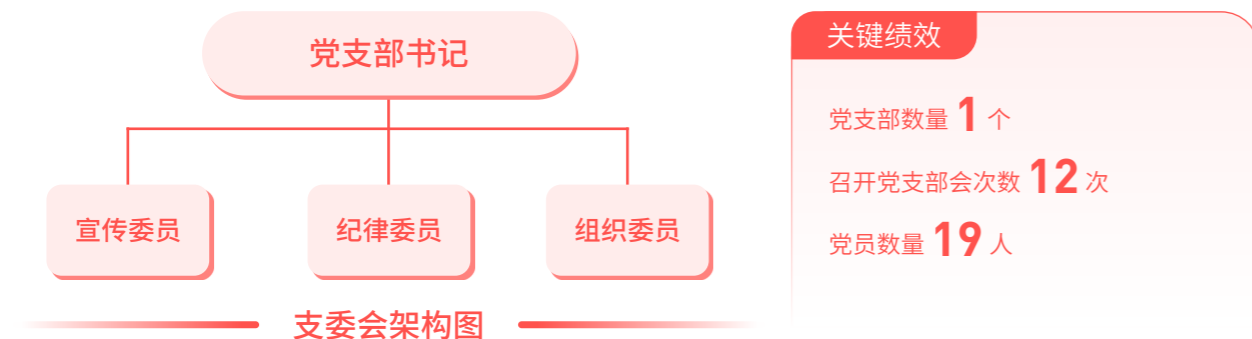 党支部书记
宣传委员
纪律委员
组织委员
支委会架构图
关键绩效
党支部数量 1 个
召开党支部会次数 12 次
党员数量 19 人